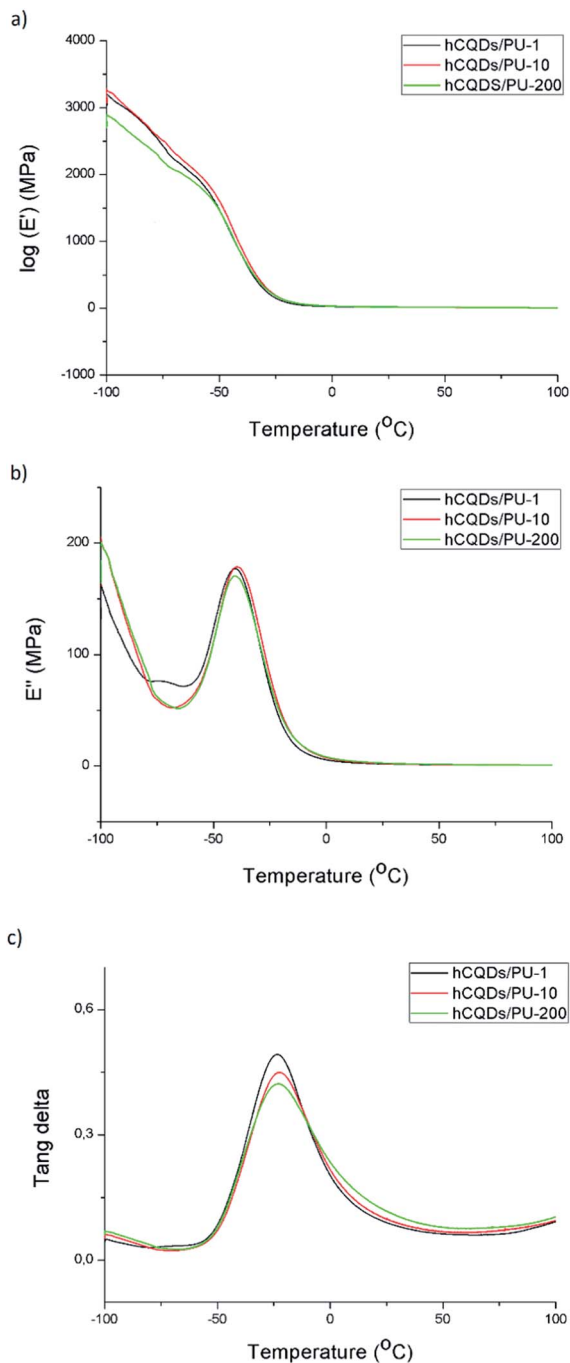 a)
4000
3000
2000
1000
0
-1000
log (E') (MPa)
hCQDs/PU-1
hCQDs/PU-10
hCQDS/PU-200
-100 -50 0 50 100
Temperature (OC)
b)
200
100
0
E" (MPa)
hCQDs/PU-1
hCQDs/PU-10
hCQDs/PU-200
-100 -50 0 50 100
Temperature (OC)
c)
0,6
0,3
0,0
Tang delta
hCQDs/PU-1
hCQDs/PU-10
hCQDs/PU-200
-100 -50 0 50 100
Temperature (OC)